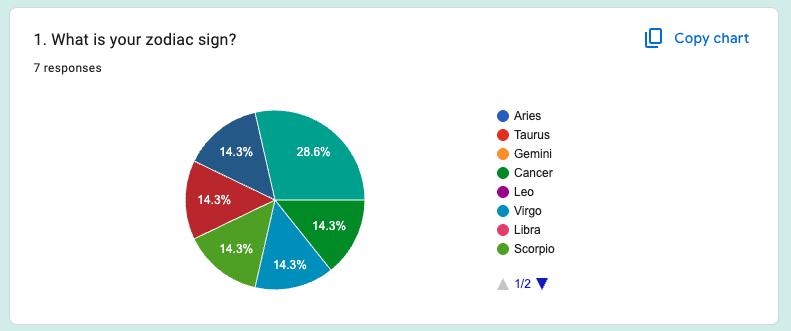 1. What is your zodiac sign?
Copy chart
7 responses
28.6%
14.3%
14.3%
14.3%
14.3%
14.3%
Aries
Taurus
Gemini
Cancer
Leo
Virgo
Libra
Scorpio
1/2